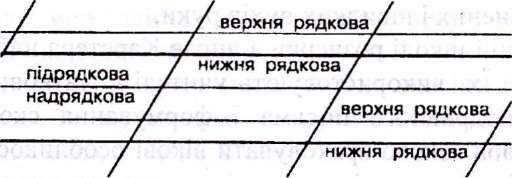 верхня рядкова
нижня рядкова
підрядкова
надрядкова
верхня рядкова
нижня рядкова